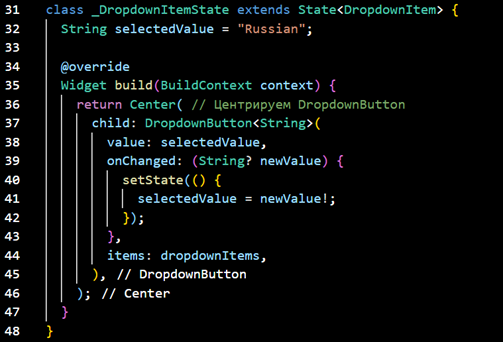 31 class _DropdownItemState extends State<DropdownItem> {
32   String selectedValue = "Russian";
33
34   @override
35   Widget build(BuildContext context) {
36     return Center( // Центрируем DropdownButton
37       child: DropdownButton<String>(
38         value: selectedValue,
39         onChanged: (String? newValue) {
40           setState(() {
41             selectedValue = newValue!;
42           });
43         },
44         items: dropdownItems,
45       ), // DropdownButton
46     ); // Center
47   }
48 }